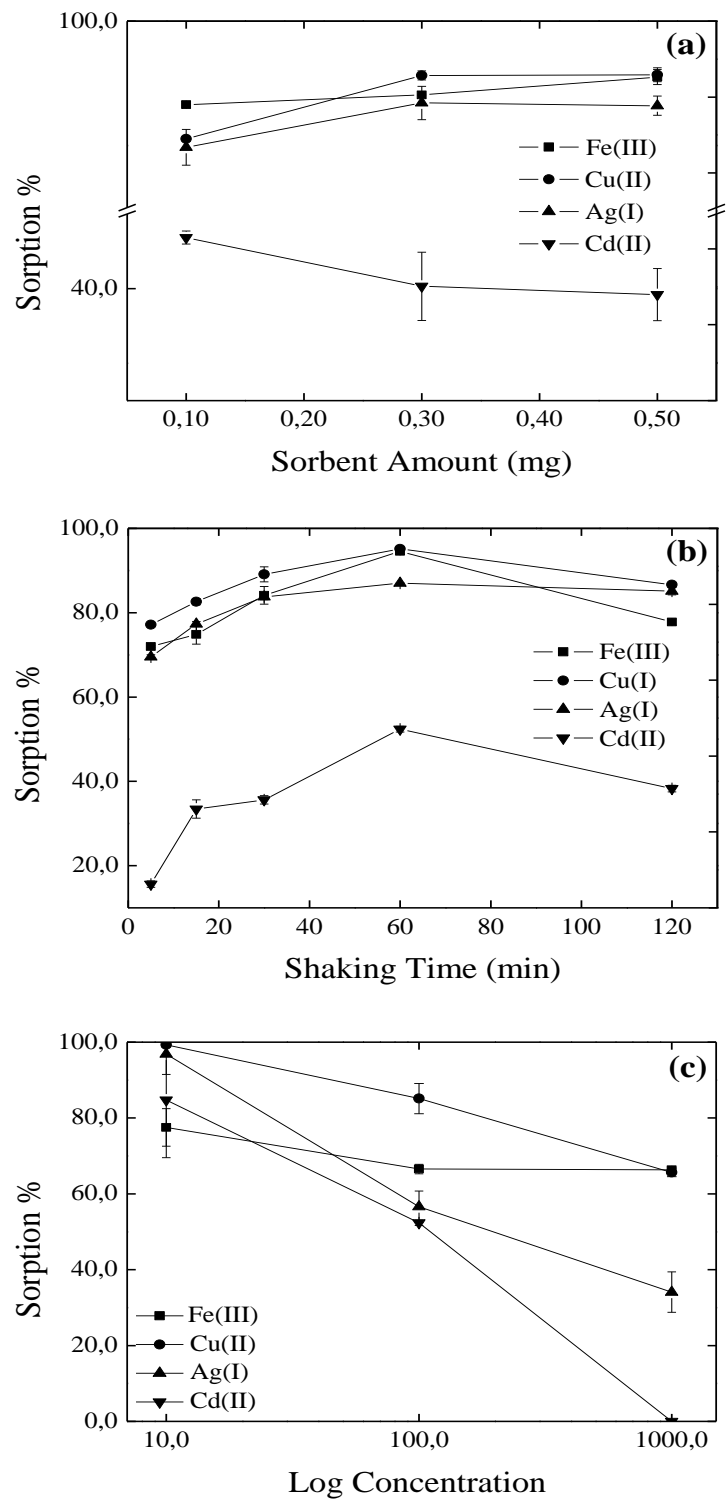 100,0
(a)
Fe(III)
Cu(II)
Ag(I)
Cd(II)
Sorption %
40,0
0,10 0,20 0,30 0,40 0,50
Sorbent Amount (mg)
100,0
(b)
80,0
Fe(III)
Cu(I)
Ag(I)
Cd(II)
60,0
Sorption %
40,0
20,0
0 20 40 60 80 100 120
Shaking Time (min)
100,0
(c)
80,0
60,0
Sorption %
40,0
20,0
Fe(III)
Cu(II)
Ag(I)
Cd(II)
0,0
10,0 100,0 1000,0
Log Concentration